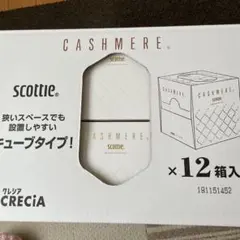 CASHMERE®
scottie®
狭いスペースでも
設置しやすい
キューブタイプ！
クレシア
CRECIA
scottie
CASHMERE
×12箱入
181151452